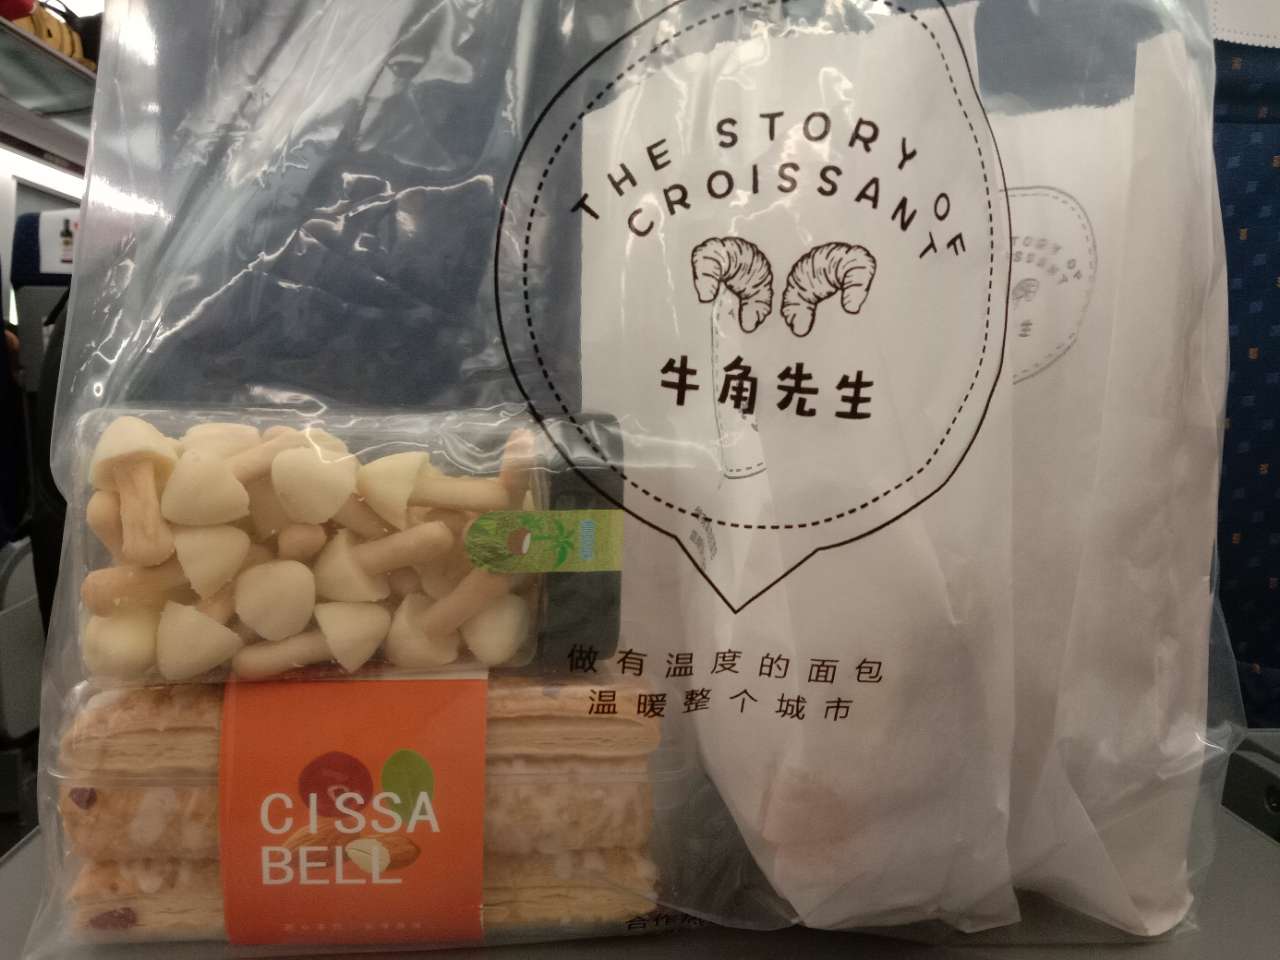 THE STORY OF
CROISSANT
牛角先生
做有温度的面包
温暖整个城市
CISSA
BELL